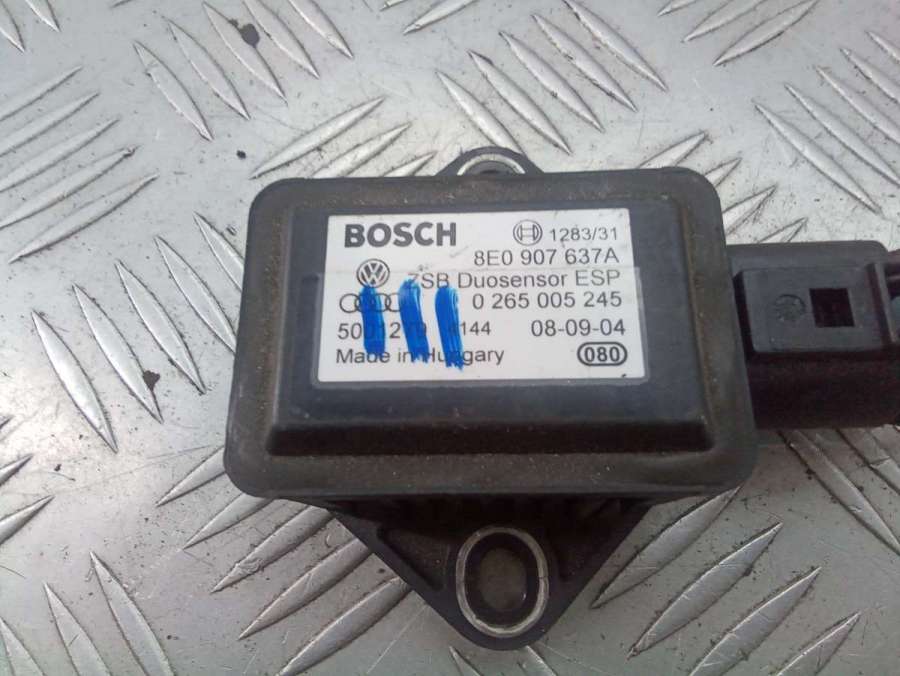 BOSCH 1283/31
8E0 907 637A
ZSB Duosensor ESP
0 265 005 245
08-09-04
Made in Hungary 080